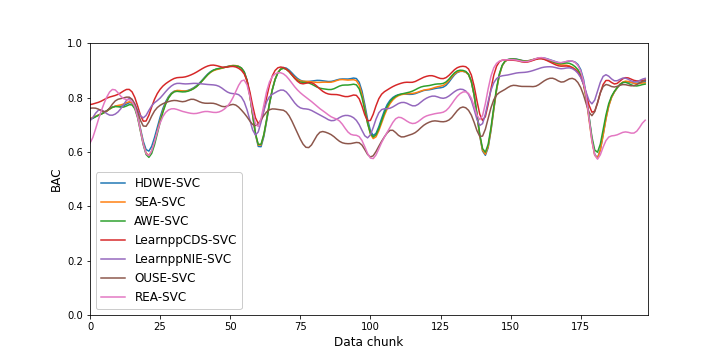 1.0
0.8
0.6
0.4
0.2
0.0
BAC
HDWE-SVC
SEA-SVC
AWE-SVC
LearnppCDS-SVC
LearnppNIE-SVC
OUSE-SVC
REA-SVC
0 25 50 75 100 125 150 175
Data chunk